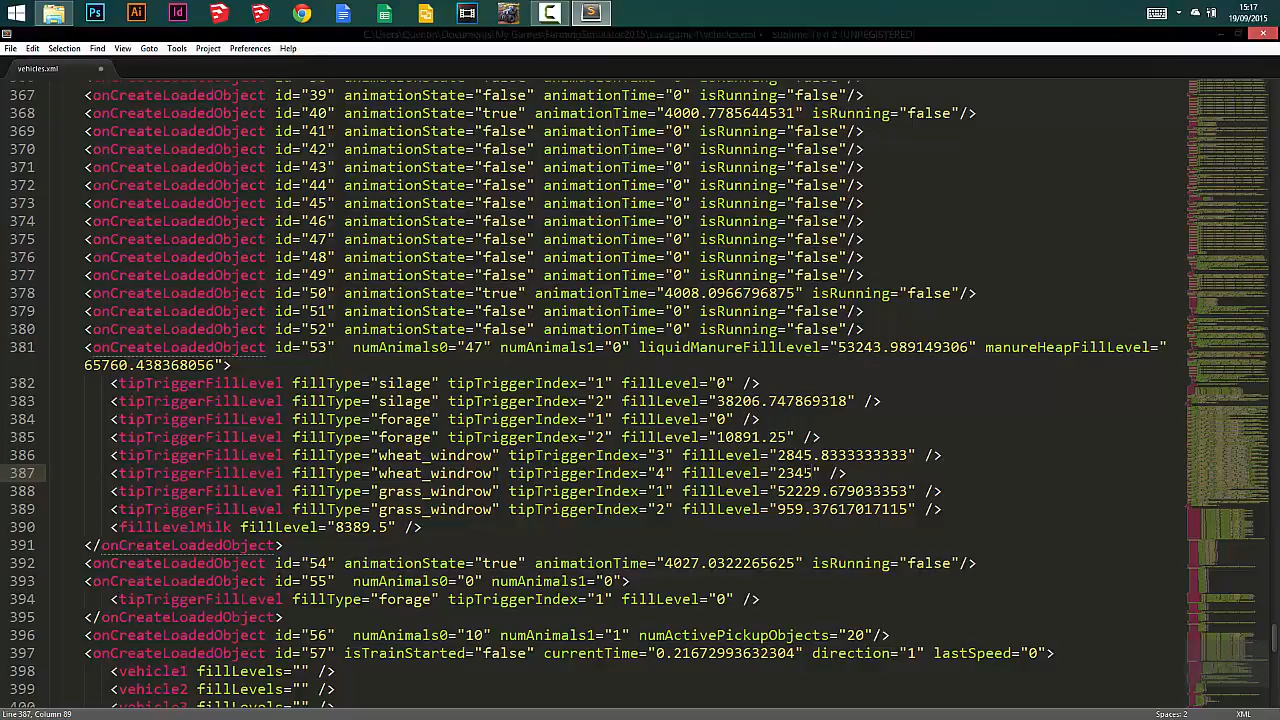 15:17
19/09/2015
File Edit Selection Find View Goto Tools Project Preferences Help
vehicles.xml
367 <onCreateLoadedObject id="39" animationState="false" animationTime="0" isRunning="false"/>
368 <onCreateLoadedObject id="40" animationState="true" animationTime="4000.7785644531" isRunning="false"/>
369 <onCreateLoadedObject id="41" animationState="false" animationTime="0" isRunning="false"/>
370 <onCreateLoadedObject id="42" animationState="false" animationTime="0" isRunning="false"/>
371 <onCreateLoadedObject id="43" animationState="false" animationTime="0" isRunning="false"/>
372 <onCreateLoadedObject id="44" animationState="false" animationTime="0" isRunning="false"/>
373 <onCreateLoadedObject id="45" animationState="false" animationTime="0" isRunning="false"/>
374 <onCreateLoadedObject id="46" animationState="false" animationTime="0" isRunning="false"/>
375 <onCreateLoadedObject id="47" animationState="false" animationTime="0" isRunning="false"/>
376 <onCreateLoadedObject id="48" animationState="false" animationTime="0" isRunning="false"/>
377 <onCreateLoadedObject id="49" animationState="false" animationTime="0" isRunning="false"/>
378 <onCreateLoadedObject id="50" animationState="true" animationTime="4008.0966796875" isRunning="false"/>
379 <onCreateLoadedObject id="51" animationState="false" animationTime="0" isRunning="false"/>
380 <onCreateLoadedObject id="52" animationState="false" animationTime="0" isRunning="false"/>
381 <onCreateLoadedObject id="53" numAnimals0="47" numAnimals1="0" liquidManureFillLevel="53243.989149306" manureHeapFillLevel="
65760.438368056">
382 <tipTriggerFillLevel fillType="silage" tipTriggerIndex="1" fillLevel="0" />
383 <tipTriggerFillLevel fillType="silage" tipTriggerIndex="2" fillLevel="38206.747869318" />
384 <tipTriggerFillLevel fillType="forage" tipTriggerIndex="1" fillLevel="0" />
385 <tipTriggerFillLevel fillType="forage" tipTriggerIndex="2" fillLevel="10891.25" />
386 <tipTriggerFillLevel fillType="wheat_windrow" tipTriggerIndex="3" fillLevel="2845.8333333333" />
387 <tipTriggerFillLevel fillType="wheat_windrow" tipTriggerIndex="4" fillLevel="2345" />
388 <tipTriggerFillLevel fillType="grass_windrow" tipTriggerIndex="1" fillLevel="52229.679033353" />
389 <tipTriggerFillLevel fillType="grass_windrow" tipTriggerIndex="2" fillLevel="959.37617017115" />
390 <fillLevelMilk fillLevel="8389.5" />
391 </onCreateLoadedObject>
392 <onCreateLoadedObject id="54" animationState="true" animationTime="4027.0322265625" isRunning="false"/>
393 <onCreateLoadedObject id="55" numAnimals0="0" numAnimals1="0">
394 <tipTriggerFillLevel fillType="forage" tipTriggerIndex="1" fillLevel="0" />
395 </onCreateLoadedObject>
396 <onCreateLoadedObject id="56" numAnimals0="10" numAnimals1="1" numActivePickupObjects="20"/>
397 <onCreateLoadedObject id="57" isTrainStarted="false" currentTime="0.21672993632304" direction="1" lastSpeed="0">
398 <vehicle1 fillLevels="" />
399 <vehicle2 fillLevels="" />
Line 387, Column 89
Spaces: 2
XML